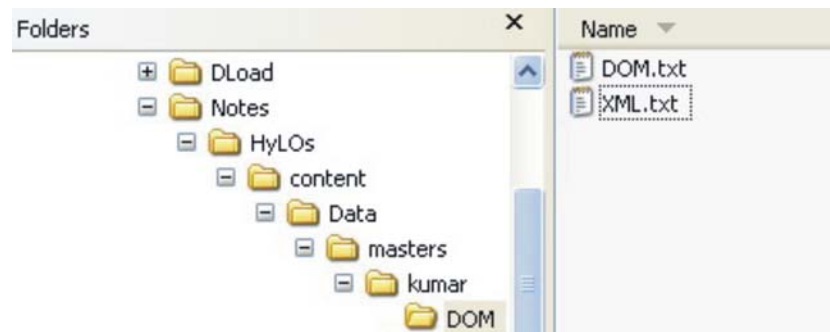 Folders
DLoad
Notes
HyLOs
content
Data
masters
kumar
DOM
Name
DOM.txt
XML.txt